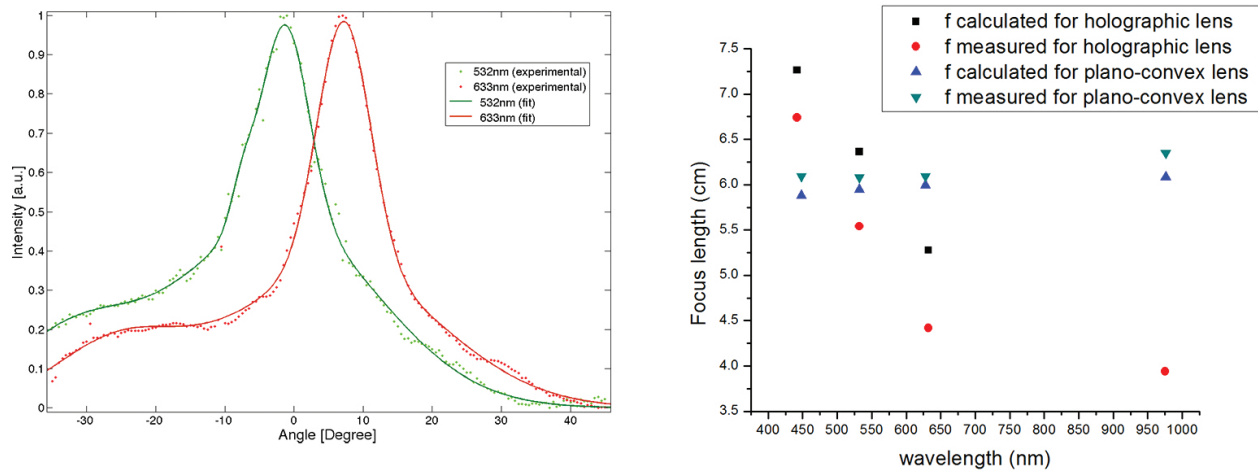 1
0.9
0.8
0.7
0.6
0.5
0.4
0.3
0.2
0.1
0
Intensity [a.u.]
532nm (experimental)
633nm (experimental)
532nm (fit)
633nm (fit)
-30
-20
-10
0
10
20
30
40
Angle [Degree]
f calculated for holographic lens
f measured for holographic lens
f calculated for plano-convex lens
f measured for plano-convex lens
7.5
7.0
6.5
6.0
5.5
5.0
4.5
4.0
3.5
Focus length (cm)
400 450 500 550 600 650 700 750 800 850 900 950 1000
wavelength (nm)